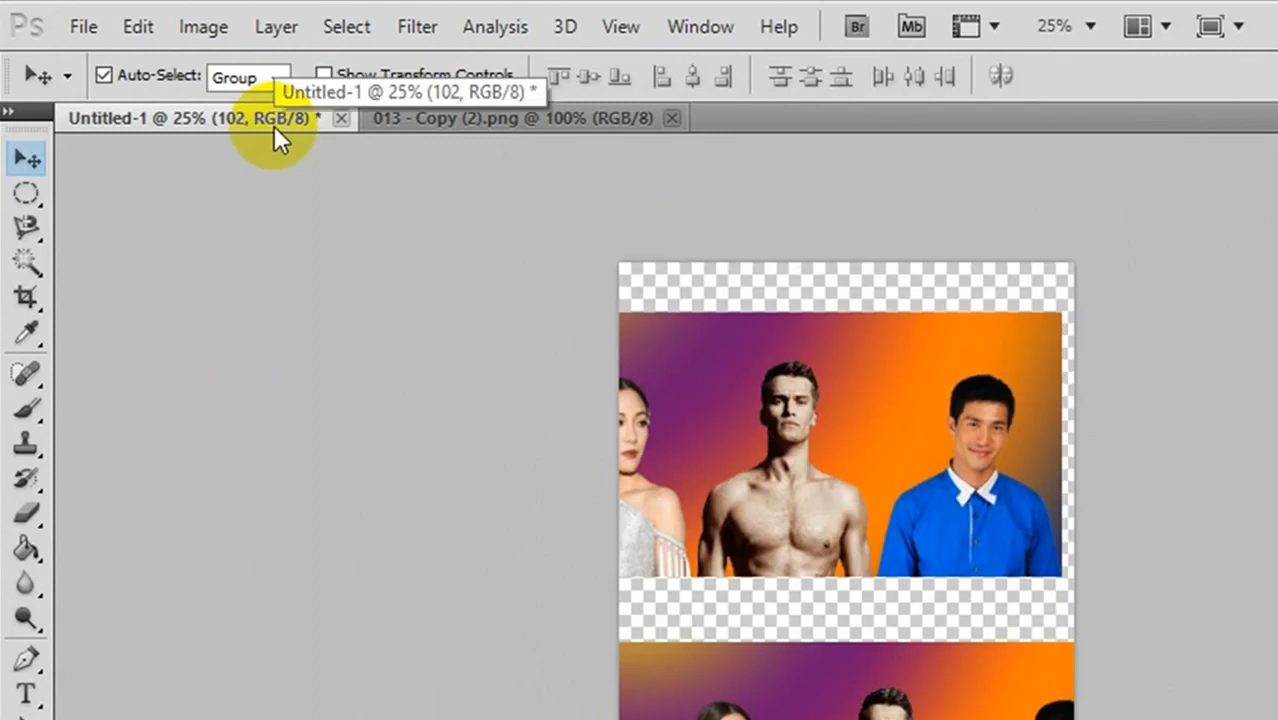 Ps File Edit Image Layer Select Filter Analysis 3D View Window Help Br Mb 25%
Auto-Select: Group Show Transform Controls
Untitled-1 @ 25% (102, RGB/8) *
Untitled-1 @ 25% (102, RGB/8) * 013 - Copy (2).png @ 100% (RGB/8)
T